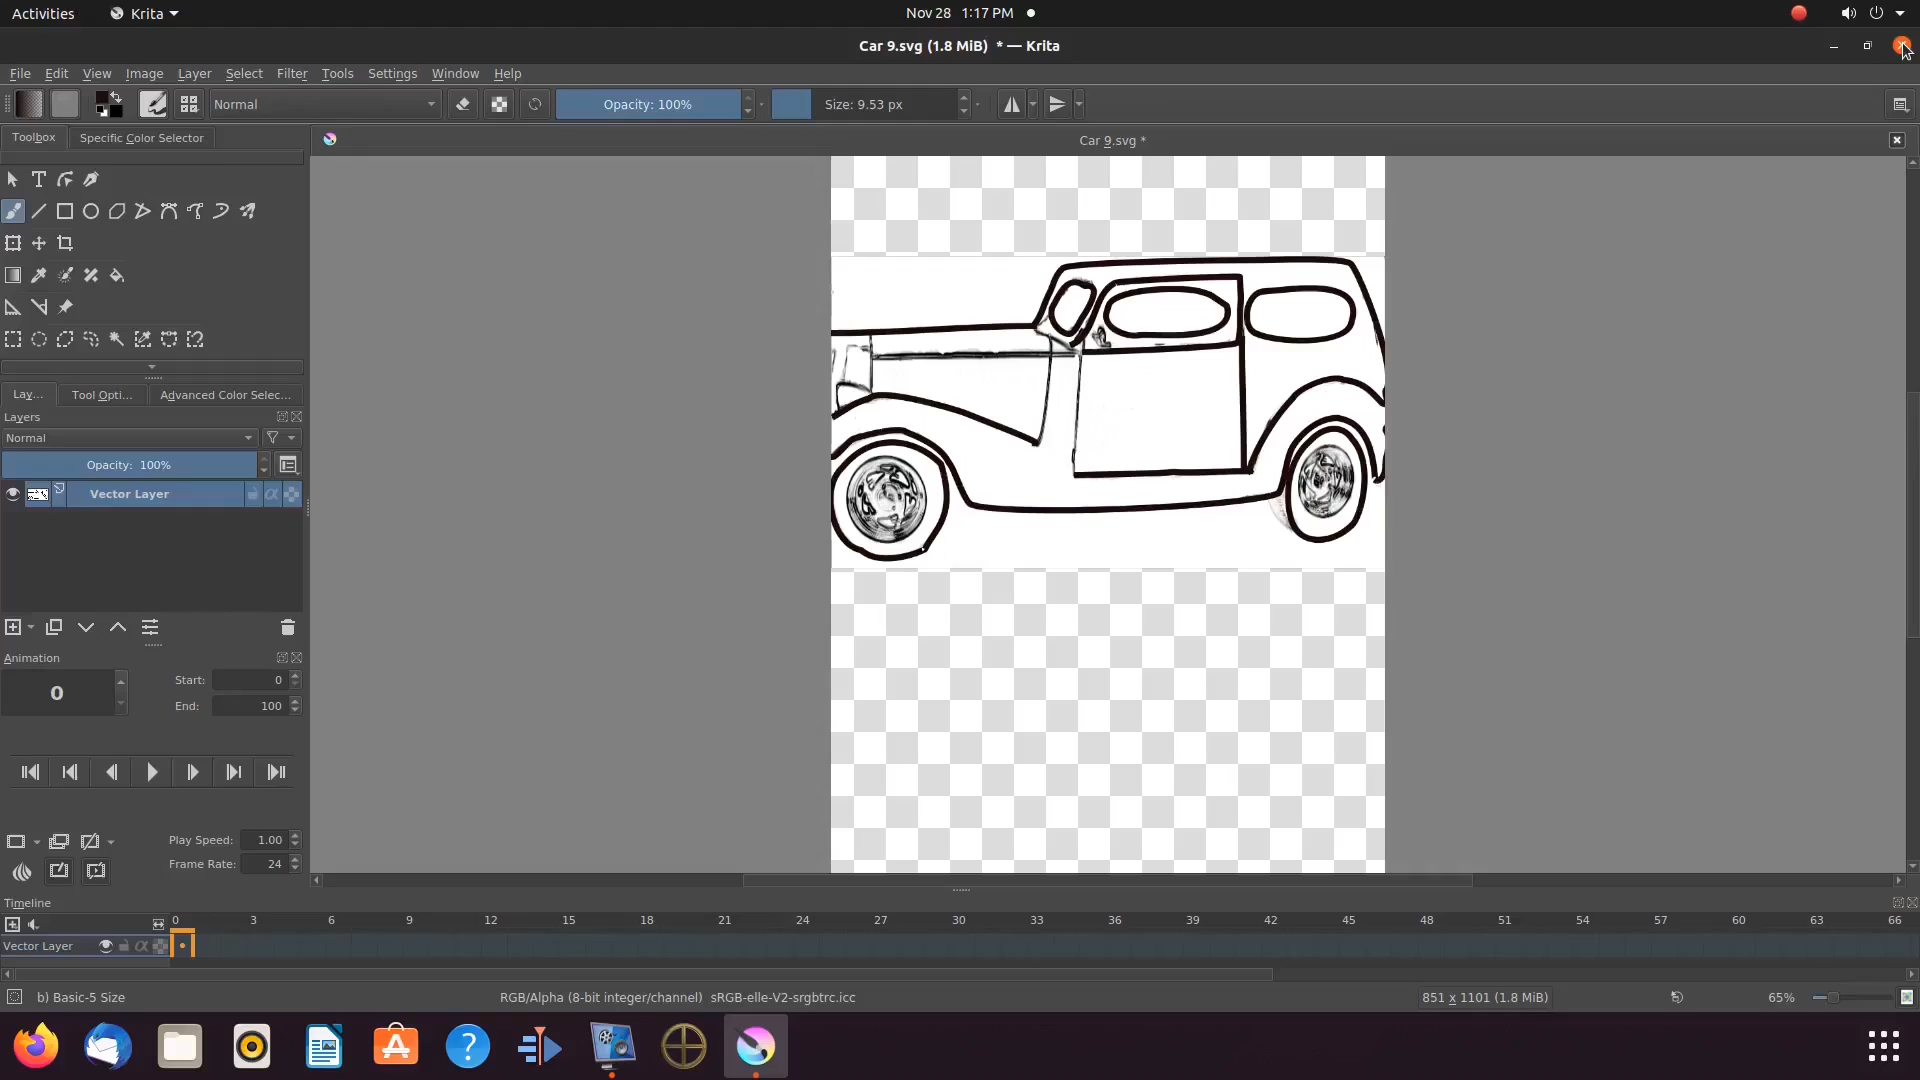 Activities Krita Nov 28 1:17 PM
Car 9.svg (1.8 MiB) * — Krita
File Edit View Image Layer Select Filter Tools Settings Window Help
Normal Opacity: 100% Size: 9.53 px
Toolbox Specific Color Selector Car 9.svg *
Lay... Tool Opti... Advanced Color Selec...
Layers
Normal
Opacity: 100%
Vector Layer
Animation
0 Start: 0
End: 100
Play Speed: 1.00
Frame Rate: 24
Timeline
0 3 6 9 12 15 18 21 24 27 30 33 36 39 42 45 48 51 54 57 60 63 66
Vector Layer
b) Basic-5 Size RGB/Alpha (8-bit integer/channel) sRGB-elle-V2-srgbtrc.icc 851 x 1101 (1.8 MiB) 65%